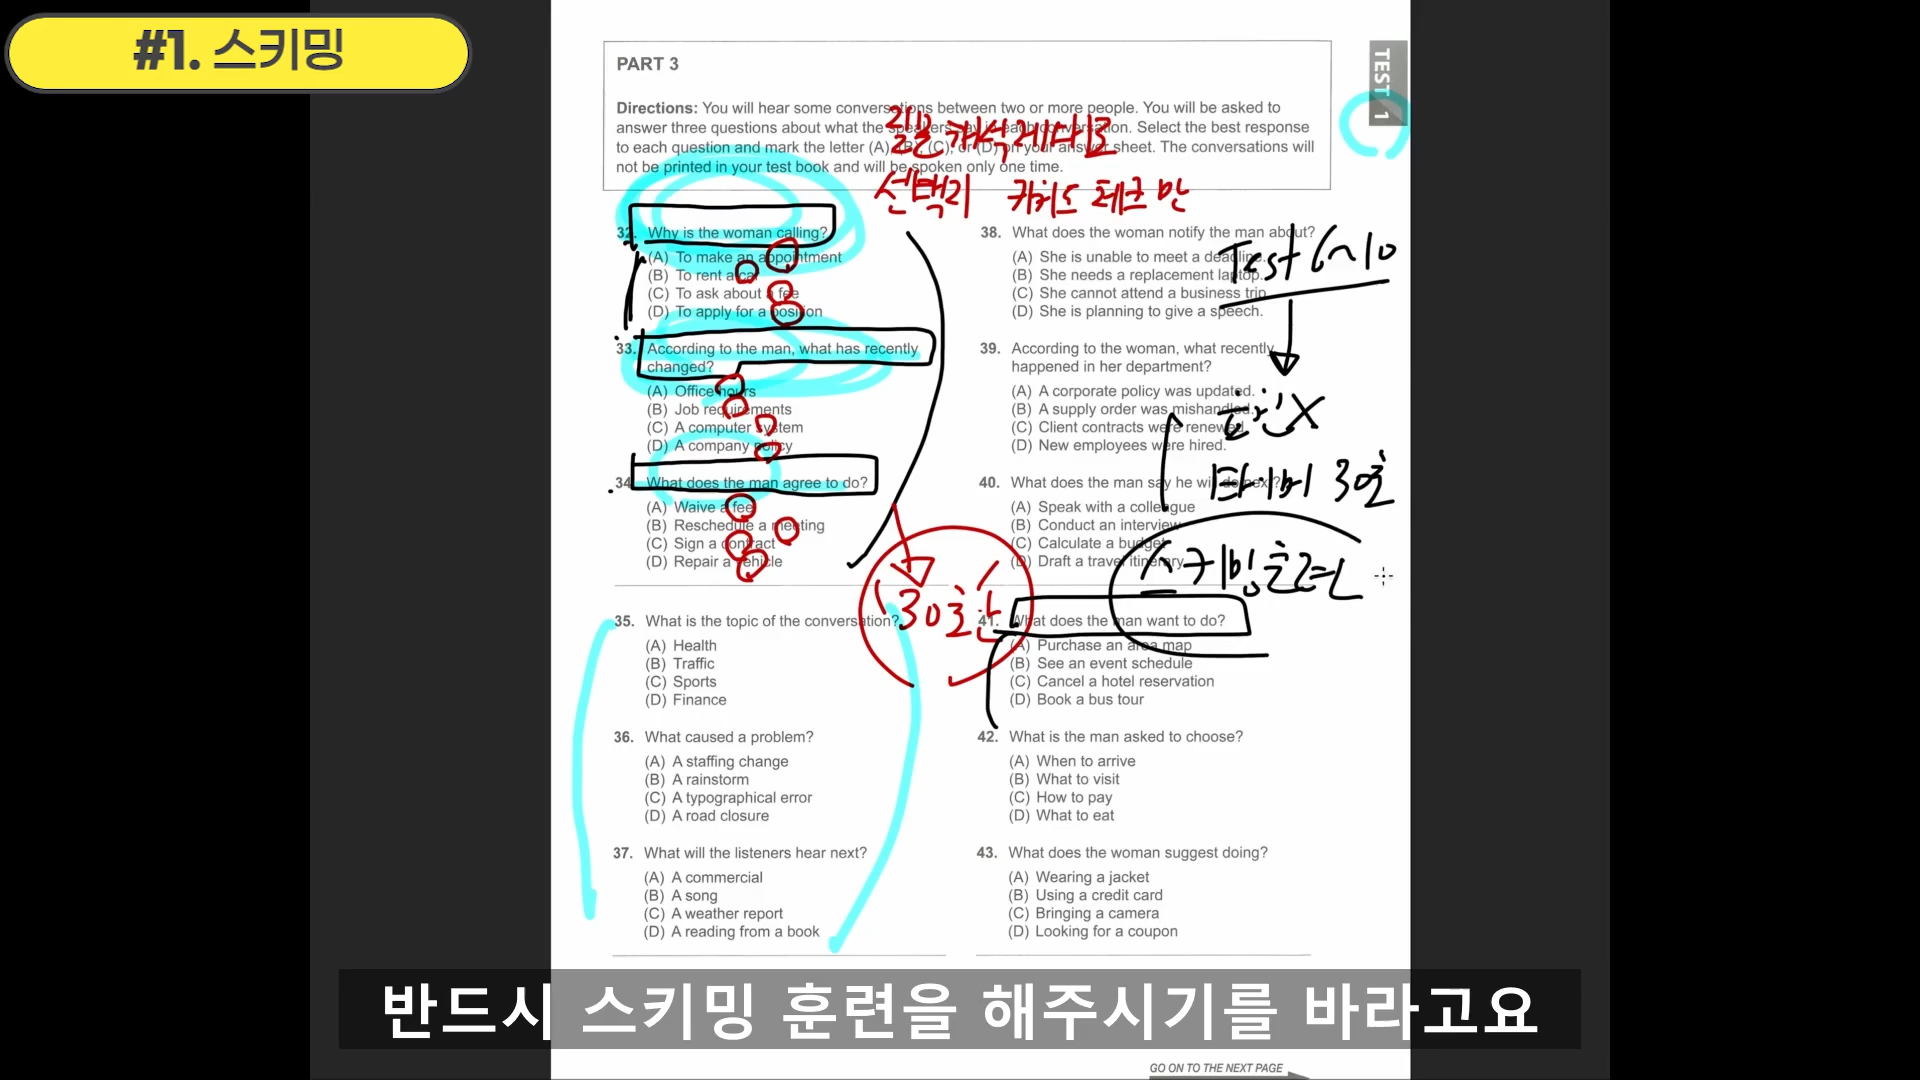 #1. 스키밍
TEST 1
PART 3
Directions: You will hear some conversations between two or more people. You will be asked to
answer three questions about what the speakers say in each conversation. Select the best response
to each question and mark the letter (A), (B), (C), or (D) on your answer sheet. The conversations will
not be printed in your test book and will be spoken only one time.
질문 해석 제대로
선택지 키워드 체크만
32. Why is the woman calling?
(A) To make an appointment
(B) To rent a car
(C) To ask about a fee
(D) To apply for a position
33. According to the man, what has recently
changed?
(A) Office hours
(B) Job requirements
(C) A computer system
(D) A company policy
34. What does the man agree to do?
(A) Waive a fee
(B) Reschedule a meeting
(C) Sign a contract
(D) Repair a vehicle
30초 안
35. What is the topic of the conversation?
(A) Health
(B) Traffic
(C) Sports
(D) Finance
36. What caused a problem?
(A) A staffing change
(B) A rainstorm
(C) A typographical error
(D) A road closure
37. What will the listeners hear next?
(A) A commercial
(B) A song
(C) A weather report
(D) A reading from a book
38. What does the woman notify the man about?
(A) She is unable to meet a deadline.
(B) She needs a replacement laptop.
(C) She cannot attend a business trip.
(D) She is planning to give a speech.
Test 6~10
39. According to the woman, what recently
happened in her department?
(A) A corporate policy was updated.
(B) A supply order was mishandled.
(C) Client contracts were renewed.
(D) New employees were hired.
타이머 30초
40. What does the man say he will do next?
(A) Speak with a colleague
(B) Conduct an interview
(C) Calculate a budget
(D) Draft a travel itinerary
스키밍훈련
41. What does the man want to do?
(A) Purchase an area map
(B) See an event schedule
(C) Cancel a hotel reservation
(D) Book a bus tour
42. What is the man asked to choose?
(A) When to arrive
(B) What to visit
(C) How to pay
(D) What to eat
43. What does the woman suggest doing?
(A) Wearing a jacket
(B) Using a credit card
(C) Bringing a camera
(D) Looking for a coupon
반드시 스키밍 훈련을 해주시기를 바라고요
GO ON TO THE NEXT PAGE